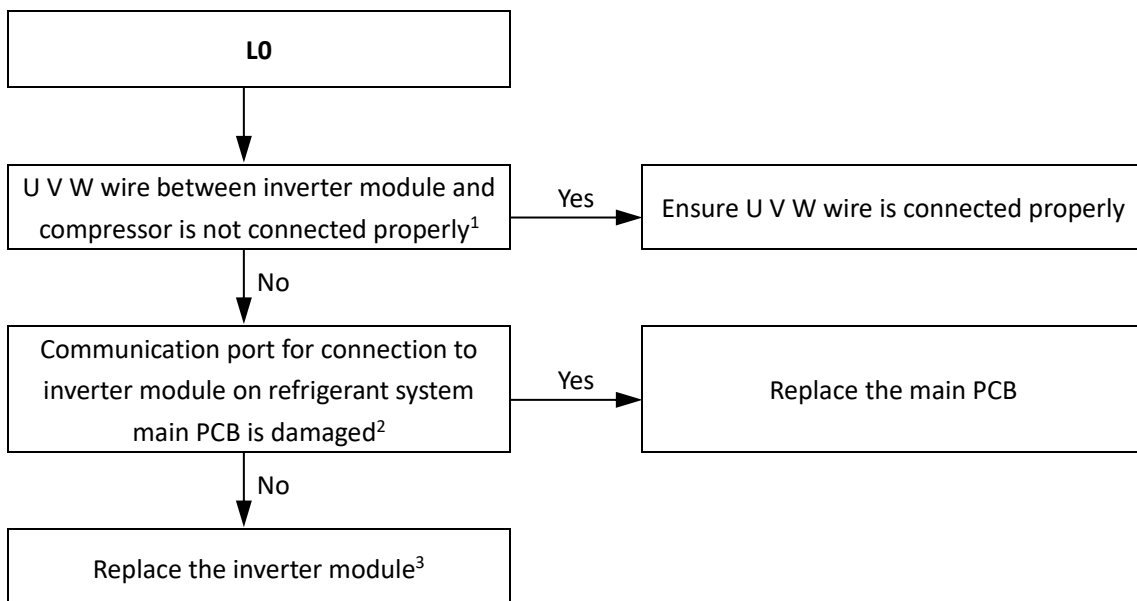 L0
U V W wire between inverter module and
compressor is not connected properly¹
Yes
Ensure U V W wire is connected properly
No
Communication port for connection to
inverter module on refrigerant system
main PCB is damaged²
Yes
Replace the main PCB
No
Replace the inverter module³